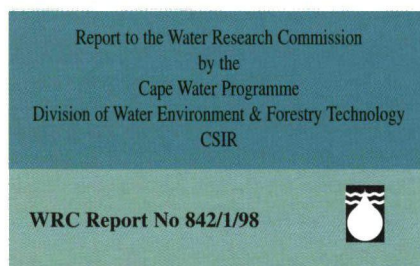 Report to the Water Research Commission
by the
Cape Water Programme
Division of Water Environment & Forestry Technology
CSIR
WRC Report No 842/1/98